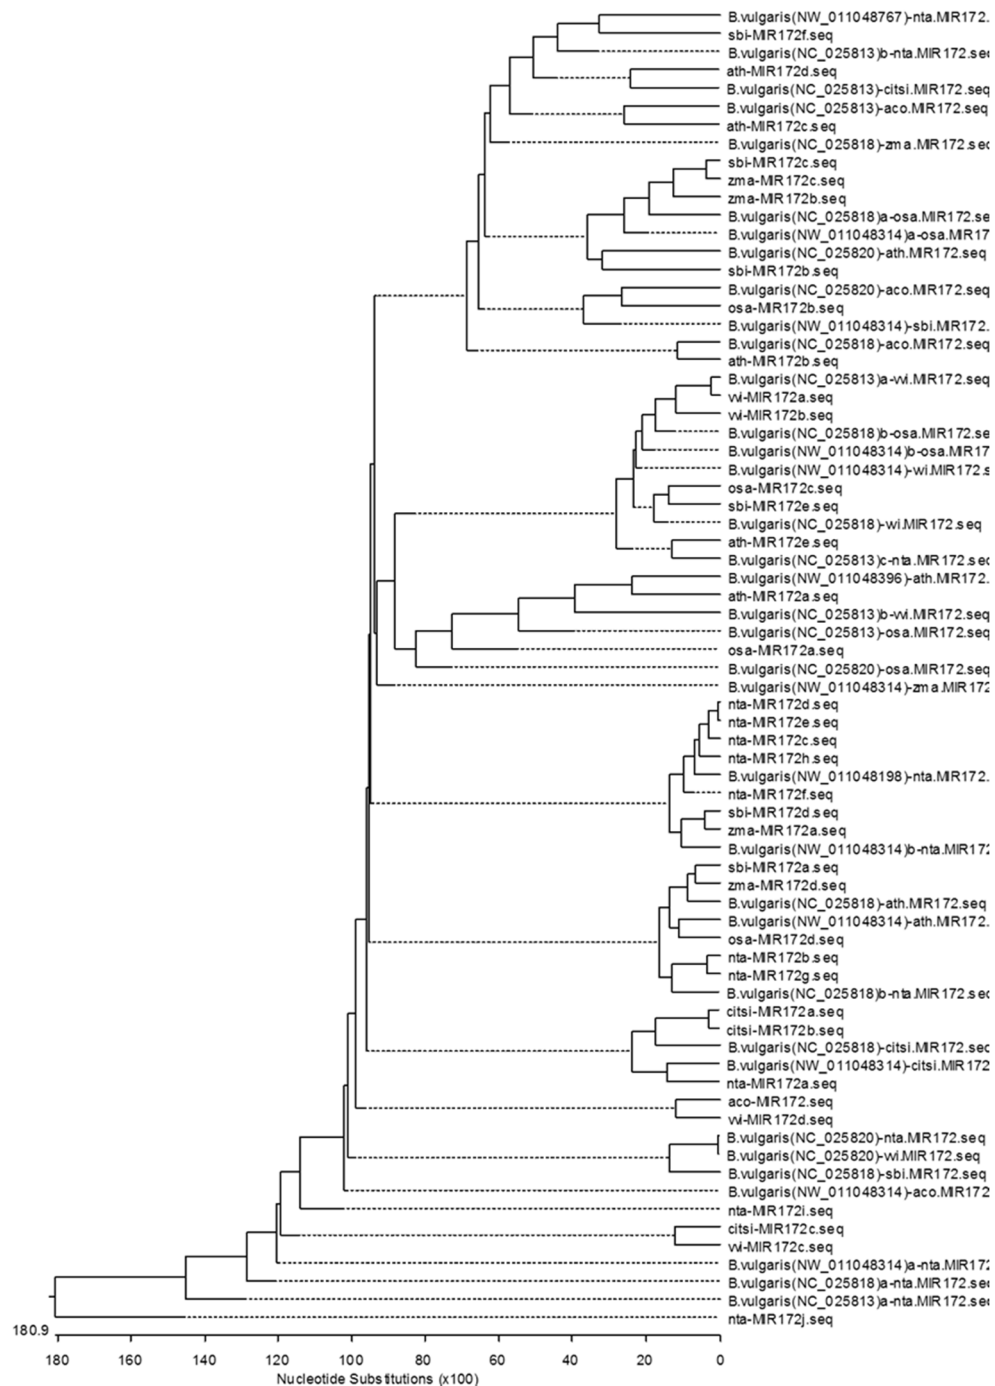 B.vulgaris(NW_011048767)-nta.MIR172.
sbi-MIR172f.seq
B.vulgaris(NC_025813)b-nta.MIR172.seq
ath-MIR172d.seq
B.vulgaris(NC_025813)-citsi.MIR172.seq
B.vulgaris(NC_025813)-aco.MIR172.seq
ath-MIR172c.seq
B.vulgaris(NC_025818)-zma.MIR172.seq
sbi-MIR172c.seq
zma-MIR172c.seq
zma-MIR172b.seq
B.vulgaris(NC_025818)a-osa.MIR172.se
B.vulgaris(NW_011048314)a-osa.MIR17
B.vulgaris(NC_025820)-ath.MIR172.seq
sbi-MIR172b.seq
B.vulgaris(NC_025820)-aco.MIR172.seq
osa-MIR172b.seq
B.vulgaris(NW_011048314)-sbi.MIR172.
B.vulgaris(NC_025818)-aco.MIR172.seq
ath-MIR172b.seq
B.vulgaris(NC_025813)a-vvi.MIR172.seq
vvi-MIR172a.seq
vvi-MIR172b.seq
B.vulgaris(NC_025818)b-osa.MIR172.se
B.vulgaris(NW_011048314)b-osa.MIR17
B.vulgaris(NW_011048314)-vvi.MIR172.s
osa-MIR172c.seq
sbi-MIR172e.seq
B.vulgaris(NC_025818)-vvi.MIR172.seq
ath-MIR172e.seq
B.vulgaris(NC_025813)c-nta.MIR172.seq
B.vulgaris(NW_011048396)-ath.MIR172.
ath-MIR172a.seq
B.vulgaris(NC_025813)b-vvi.MIR172.seq
B.vulgaris(NC_025813)-osa.MIR172.seq
osa-MIR172a.seq
B.vulgaris(NC_025820)-osa.MIR172.seq
B.vulgaris(NW_011048314)-zma.MIR172
nta-MIR172d.seq
nta-MIR172e.seq
nta-MIR172c.seq
nta-MIR172h.seq
B.vulgaris(NW_011048198)-nta.MIR172.
nta-MIR172f.seq
sbi-MIR172d.seq
zma-MIR172a.seq
B.vulgaris(NW_011048314)b-nta.MIR172
sbi-MIR172a.seq
zma-MIR172d.seq
B.vulgaris(NC_025818)-ath.MIR172.seq
B.vulgaris(NW_011048314)-ath.MIR172.
osa-MIR172d.seq
nta-MIR172b.seq
nta-MIR172g.seq
B.vulgaris(NC_025818)b-nta.MIR172.seq
citsi-MIR172a.seq
citsi-MIR172b.seq
B.vulgaris(NC_025818)-citsi.MIR172.seq
B.vulgaris(NW_011048314)-citsi.MIR172
nta-MIR172a.seq
aco-MIR172.seq
vvi-MIR172d.seq
B.vulgaris(NC_025820)-nta.MIR172.seq
B.vulgaris(NC_025820)-vvi.MIR172.seq
B.vulgaris(NC_025818)-sbi.MIR172.seq
B.vulgaris(NW_011048314)-aco.MIR172
nta-MIR172i.seq
citsi-MIR172c.seq
vvi-MIR172c.seq
B.vulgaris(NW_011048314)a-nta.MIR172
B.vulgaris(NC_025818)a-nta.MIR172.seq
B.vulgaris(NC_025813)a-nta.MIR172.seq
nta-MIR172j.seq
180.9
180 160 140 120 100 80 60 40 20 0
Nucleotide Substitutions (x100)